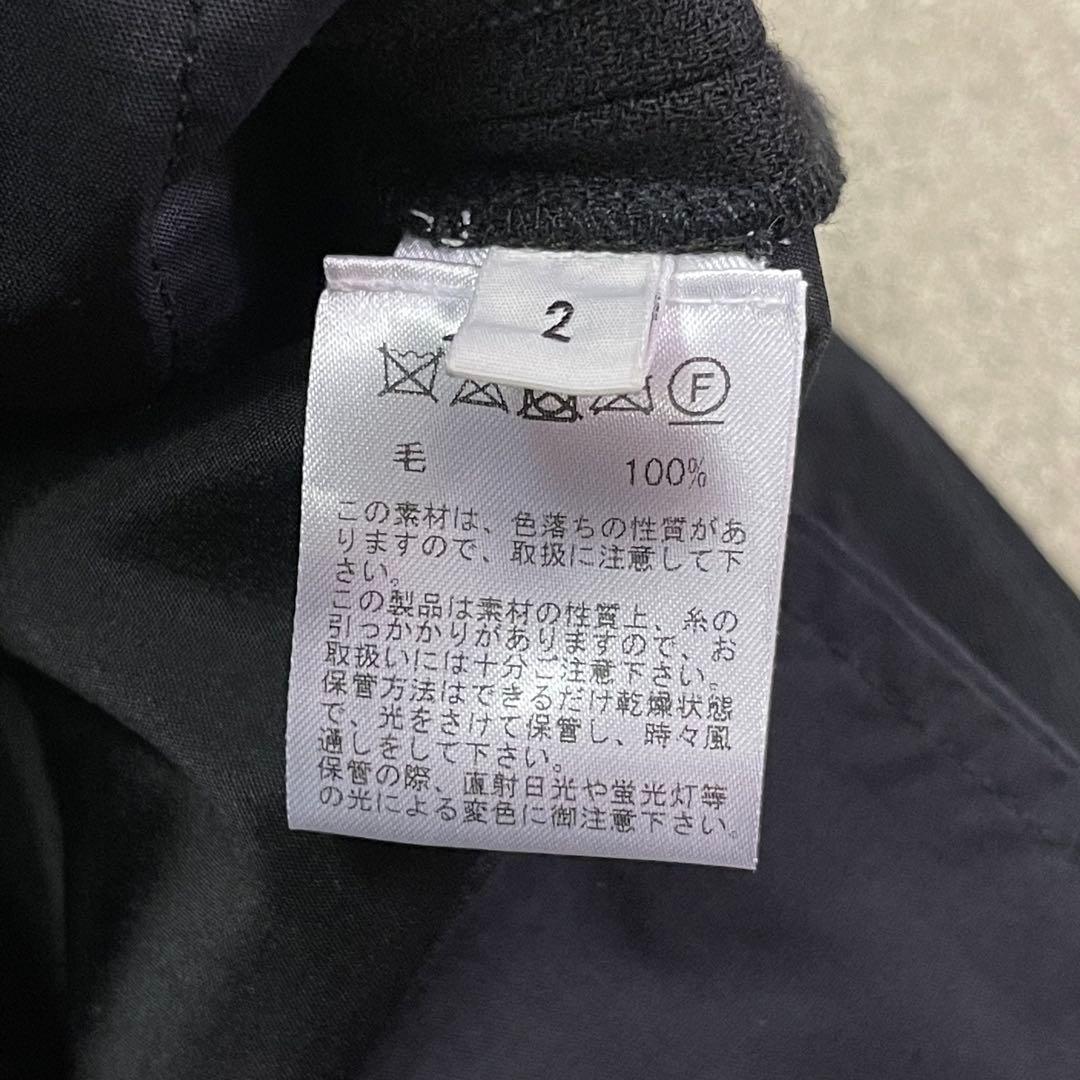 2
F
毛 100%
この素材は、色落ちの性質があ
りますので、取扱に注意して下
さい。
この製品は素材の性質上、糸の
引っかかりがありますので、お
取扱いには十分ご注意下さい。
保管方法はできるだけ乾燥状態
で、光をさけて保管し、時々風
通しをして下さい。
保管の際、直射日光や蛍光灯等
の光による変色に御注意下さい。